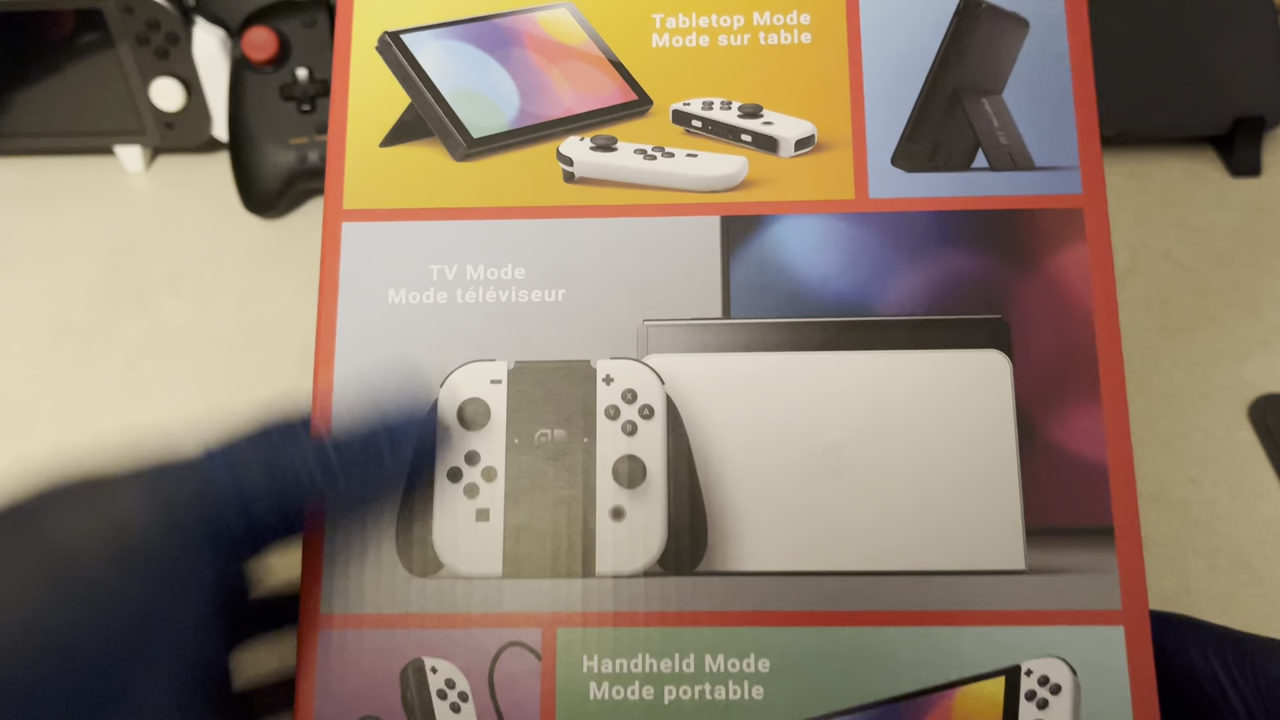 Tabletop Mode
Mode sur table
TV Mode
Mode téléviseur
X
Y A
B
Handheld Mode
Mode portable